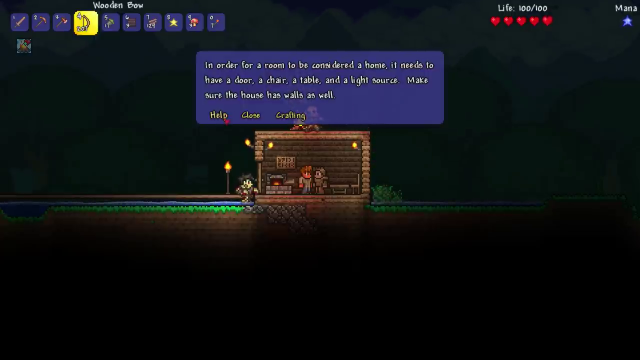 Wooden Bow
Life: 100/100
Mana
In order for a room to be considered a home, it needs to
have a door, a chair, a table, and a light source. Make
sure the house has walls as well.
Help Close Crafting